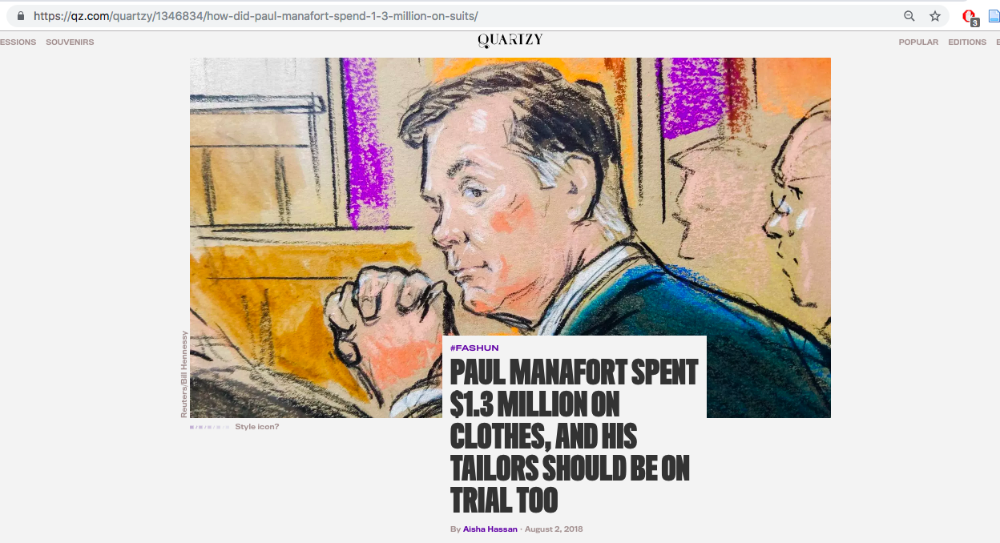 https://qz.com/quartzy/1346834/how-did-paul-manafort-spend-1-3-million-on-suits/
3
ESSIONS SOUVENIRS
QUARTZY
POPULAR EDITIONS E
Reuters/Bill Hennessy
Style icon?
#FASHUN
PAUL MANAFORT SPENT
$1.3 MILLION ON
CLOTHES, AND HIS
TAILORS SHOULD BE ON
TRIAL TOO
By Aisha Hassan · August 2, 2018